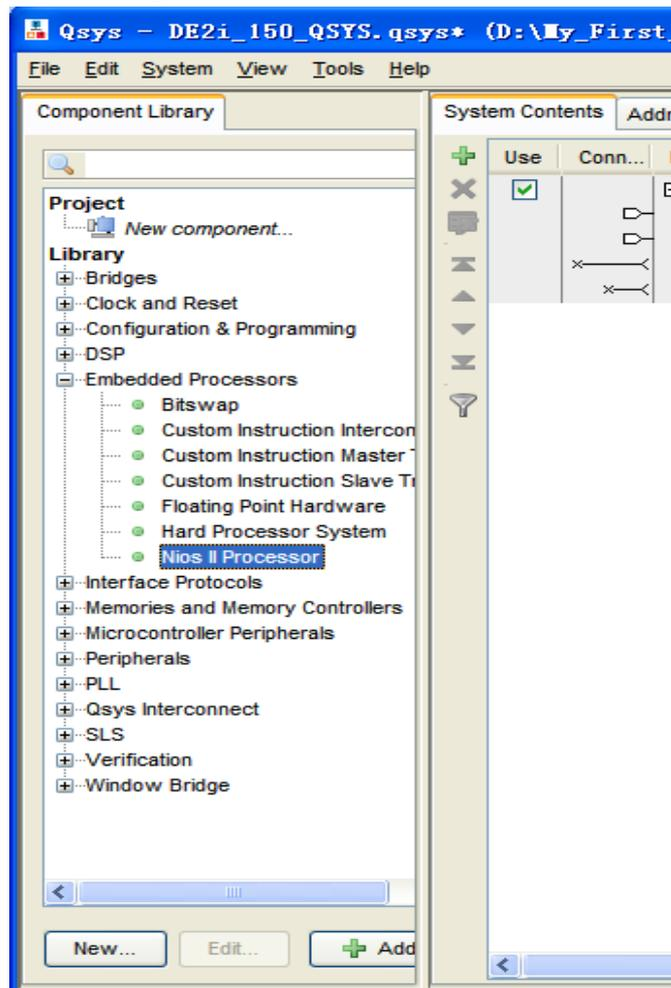 Qsys - DE2i_150_QSYS.qsys* (D:\My_First_
File Edit System View Tools Help
Component Library
System Contents Addr
Use Conn...
Project
New component...
Library
Bridges
Clock and Reset
Configuration & Programming
DSP
Embedded Processors
Bitswap
Custom Instruction Intercon
Custom Instruction Master T
Custom Instruction Slave Tr
Floating Point Hardware
Hard Processor System
Nios II Processor
Interface Protocols
Memories and Memory Controllers
Microcontroller Peripherals
Peripherals
PLL
Qsys Interconnect
SLS
Verification
Window Bridge
New... Edit... Add